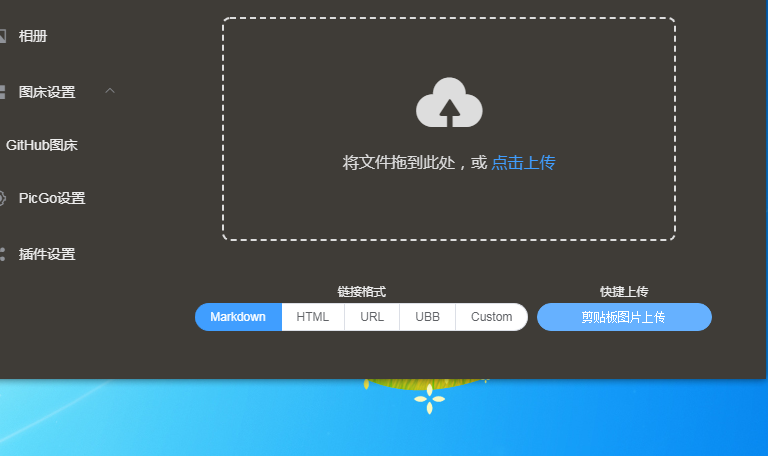 相册
图床设置
GitHub图床
PicGo设置
插件设置
将文件拖到此处，或 点击上传
链接格式
快捷上传
Markdown HTML URL UBB Custom
剪贴板图片上传